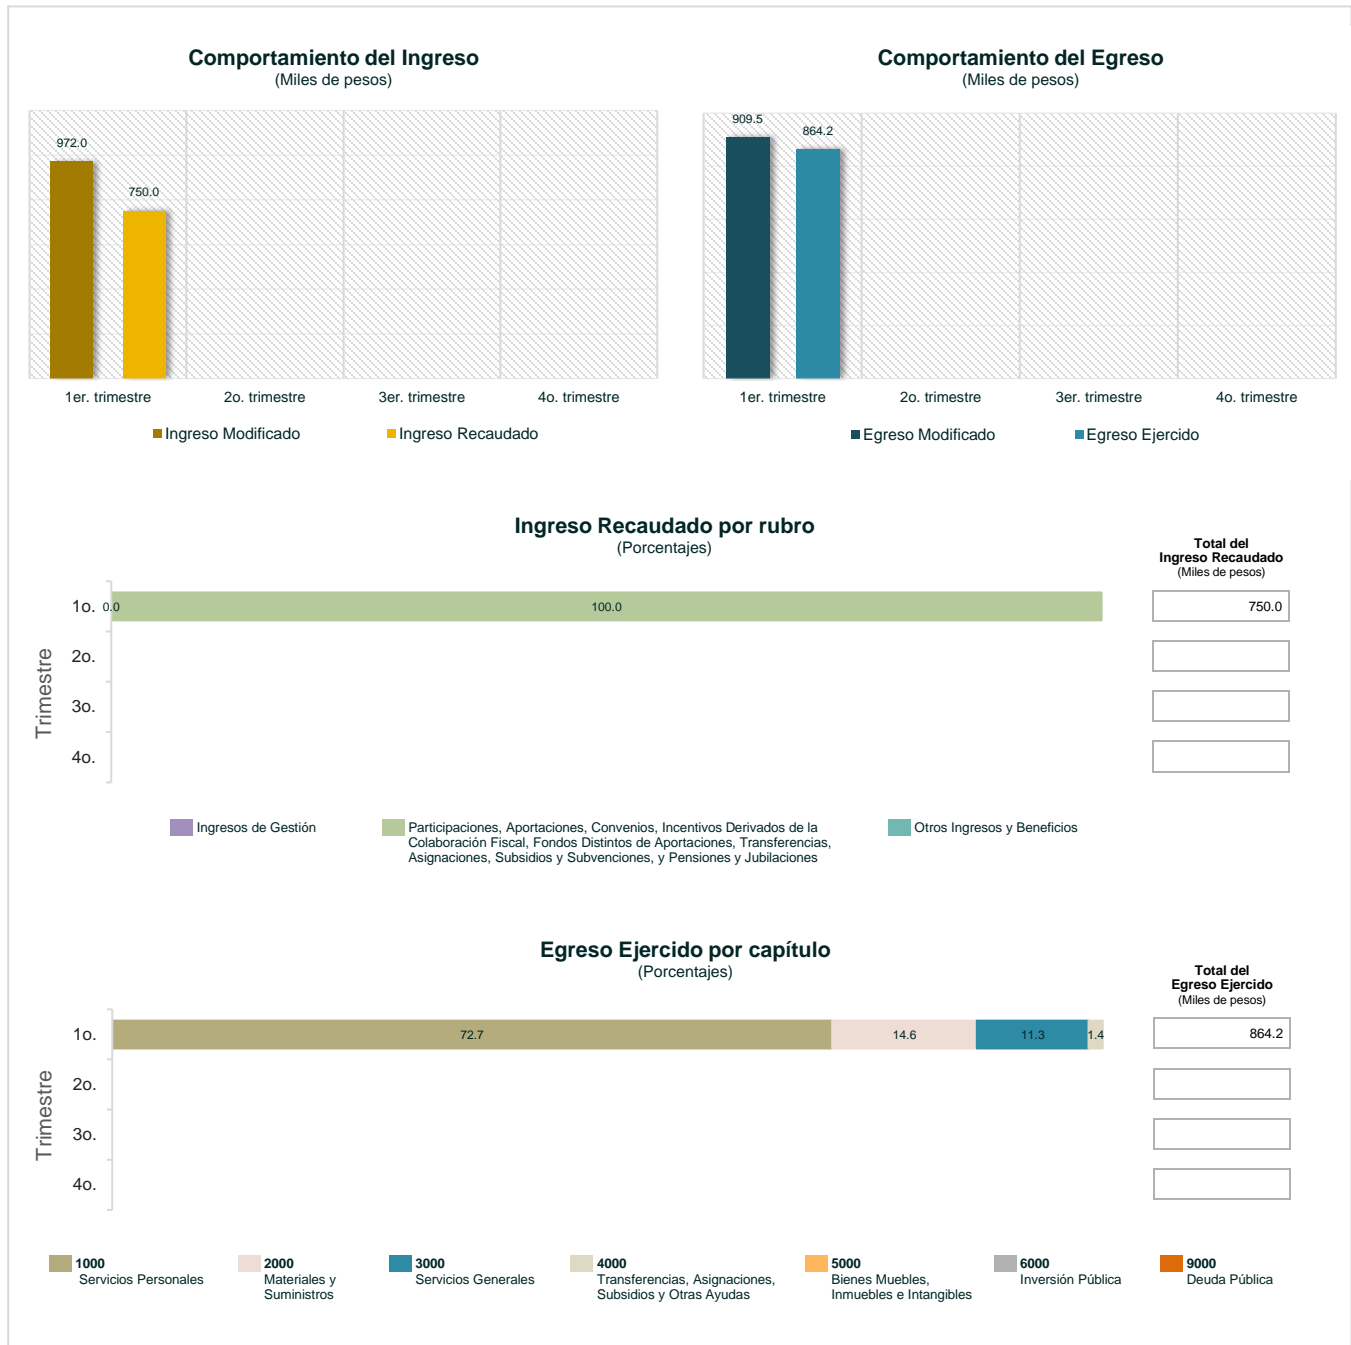 Comportamiento del Ingreso
(Miles de pesos)
972.0
750.0
1er. trimestre 2o. trimestre 3er. trimestre 4o. trimestre
Ingreso Modificado Ingreso Recaudado
Comportamiento del Egreso
(Miles de pesos)
909.5
864.2
1er. trimestre 2o. trimestre 3er. trimestre 4o. trimestre
Egreso Modificado Egreso Ejercido
Ingreso Recaudado por rubro
(Porcentajes)
Total del
Ingreso Recaudado
(Miles de pesos)
Trimestre
1o. 0.0 100.0 750.0
2o.
3o.
4o.
Ingresos de Gestión
Participaciones, Aportaciones, Convenios, Incentivos Derivados de la
Colaboración Fiscal, Fondos Distintos de Aportaciones, Transferencias,
Asignaciones, Subsidios y Subvenciones, y Pensiones y Jubilaciones
Otros Ingresos y Beneficios
Egreso Ejercido por capítulo
(Porcentajes)
Total del
Egreso Ejercido
(Miles de pesos)
Trimestre
1o. 72.7 14.6 11.3 1.4 864.2
2o.
3o.
4o.
1000
Servicios Personales
2000
Materiales y
Suministros
3000
Servicios Generales
4000
Transferencias, Asignaciones,
Subsidios y Otras Ayudas
5000
Bienes Muebles,
Inmuebles e Intangibles
6000
Inversión Pública
9000
Deuda Pública